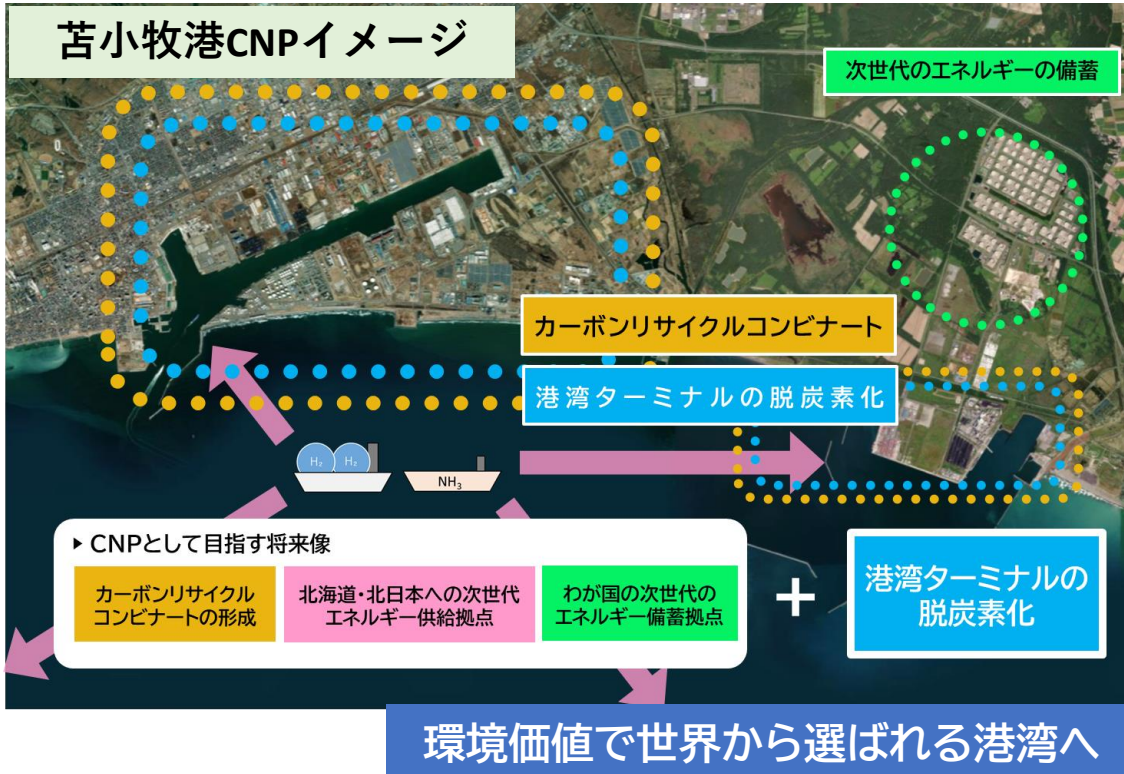 苫小牧港CNPイメージ
次世代のエネルギーの備蓄
カーボンリサイクルコンビナート
港湾ターミナルの脱炭素化
H₂ H₂
NH₃
▶ CNPとして目指す将来像
カーボンリサイクル
コンビナートの形成
北海道・北日本への次世代
エネルギー供給拠点
わが国の次世代の
エネルギー備蓄拠点
+
港湾ターミナルの
脱炭素化
環境価値で世界から選ばれる港湾へ